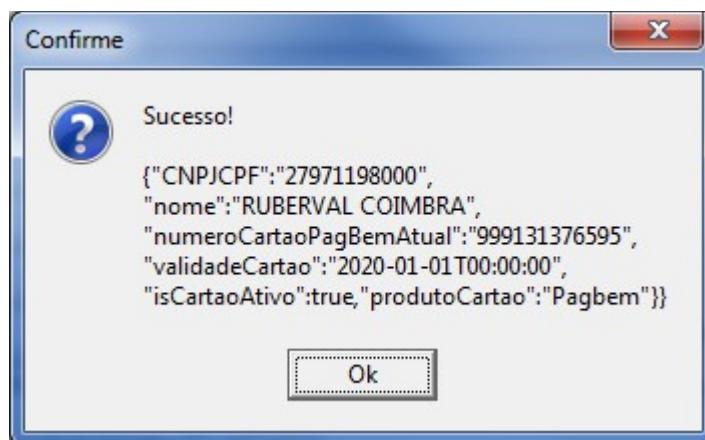 Confirme
Sucesso!
{"CNPJCPF":"27971198000",
"nome":"RUBERVAL COIMBRA",
"numeroCartaoPagBemAtual":"999131376595",
"validadeCartao":"2020-01-01T00:00:00",
"isCartaoAtivo":true,"produtoCartao":"Pagbem"}}
Ok